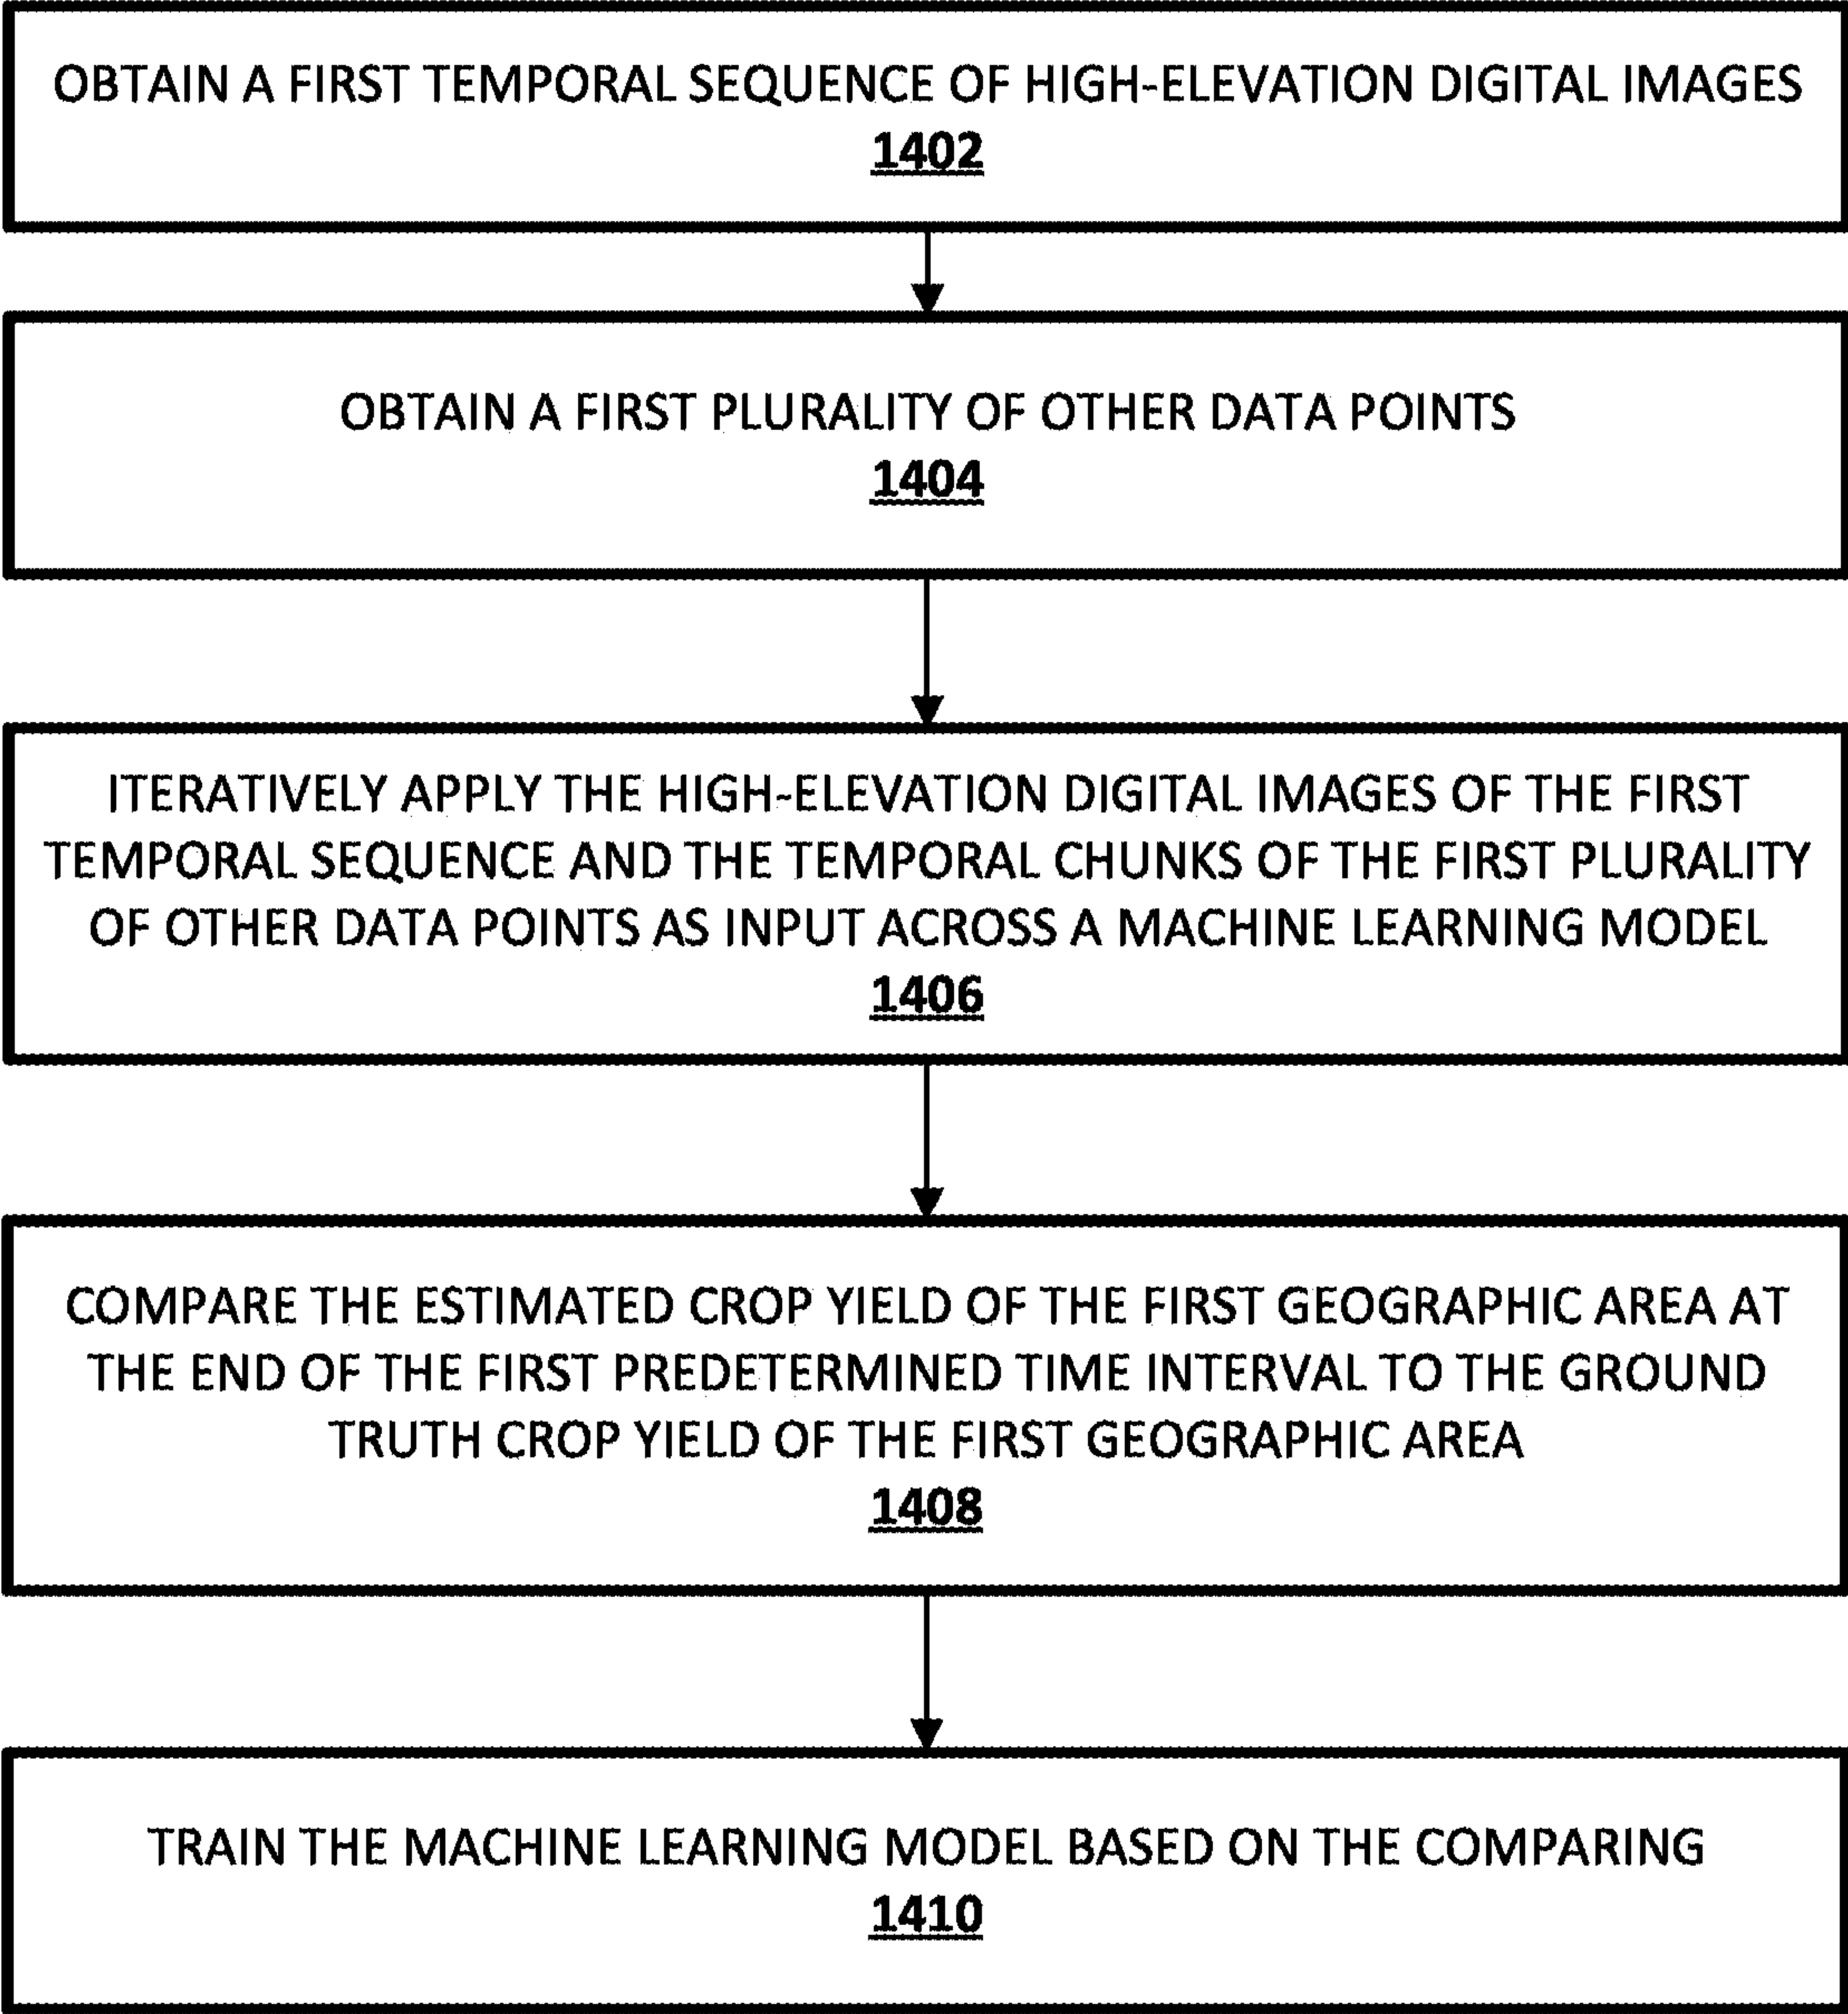 OBTAIN A FIRST TEMPORAL SEQUENCE OF HIGH-ELEVATION DIGITAL IMAGES
1402
OBTAIN A FIRST PLURALITY OF OTHER DATA POINTS
1404
ITERATIVELY APPLY THE HIGH-ELEVATION DIGITAL IMAGES OF THE FIRST
TEMPORAL SEQUENCE AND THE TEMPORAL CHUNKS OF THE FIRST PLURALITY
OF OTHER DATA POINTS AS INPUT ACROSS A MACHINE LEARNING MODEL
1406
COMPARE THE ESTIMATED CROP YIELD OF THE FIRST GEOGRAPHIC AREA AT
THE END OF THE FIRST PREDETERMINED TIME INTERVAL TO THE GROUND
TRUTH CROP YIELD OF THE FIRST GEOGRAPHIC AREA
1408
TRAIN THE MACHINE LEARNING MODEL BASED ON THE COMPARING
1410